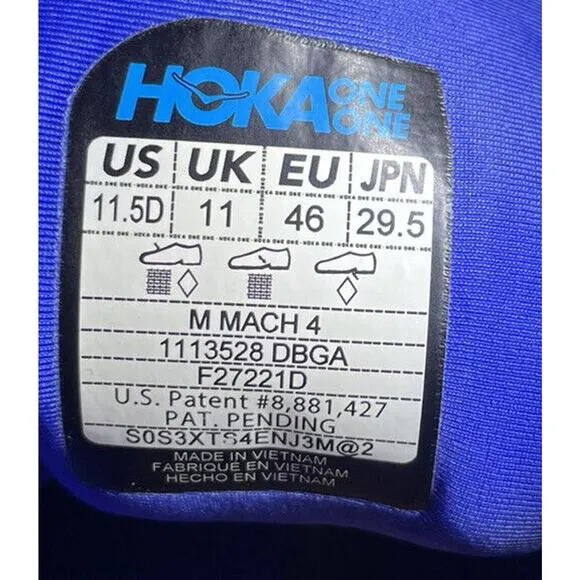 HOKA ONE ONE
US UK EU JPN
11.5D 11 46 29.5
M MACH 4
1113528 DBGA
F27221D
U.S. Patent #8,881,427
PAT. PENDING
S0S3XTS4ENJ3M@2
MADE IN VIETNAM
FABRIQUÉ EN VIETNAM
HECHO EN VIETNAM